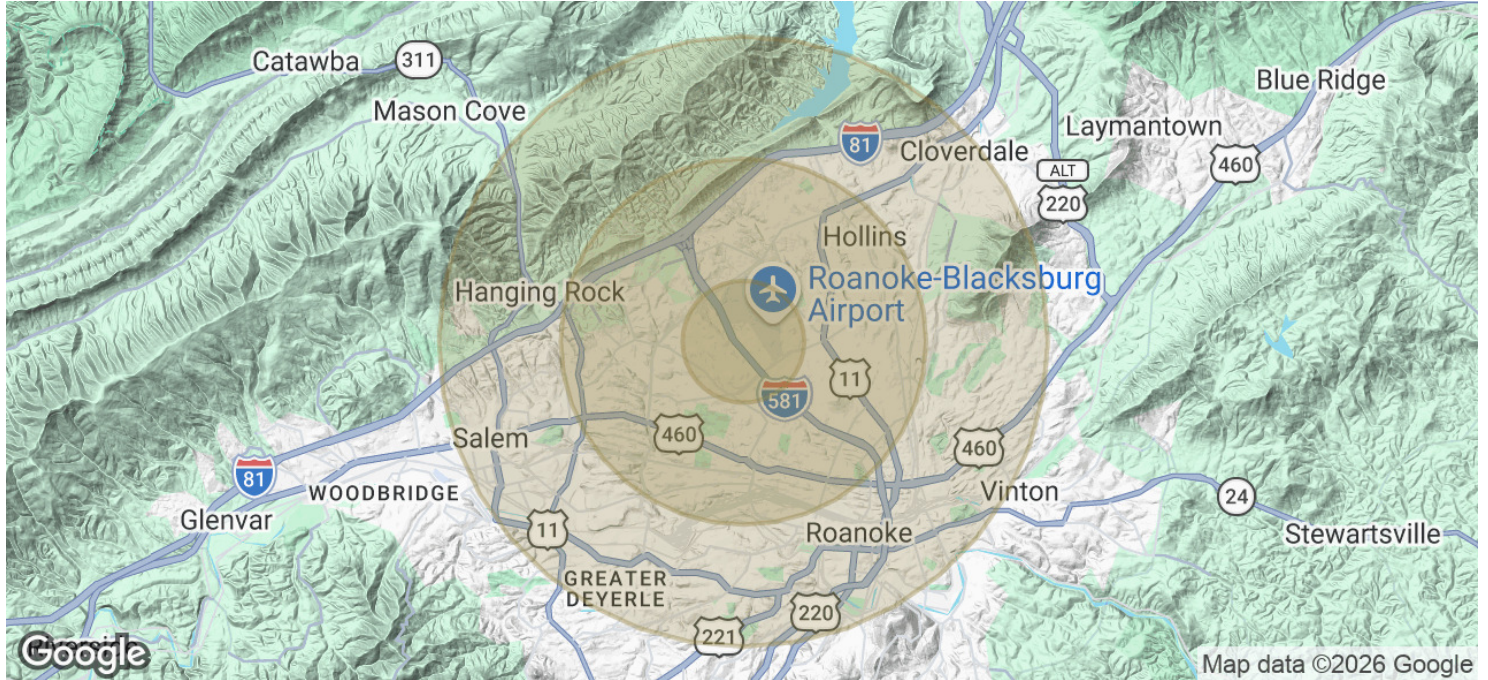 Catawba
311
Mason Cove
Blue Ridge
Laymantown
81
Cloverdale
460
ALT
220
Hollins
Roanoke-Blacksburg
Airport
Hanging Rock
11
581
460
Salem
460
81
WOODBRIDGE
Vinton
24
Glenvar
11
Roanoke
Stewartsville
GREATER
DEYERLE
220
221
Google
Map data ©2026 Google